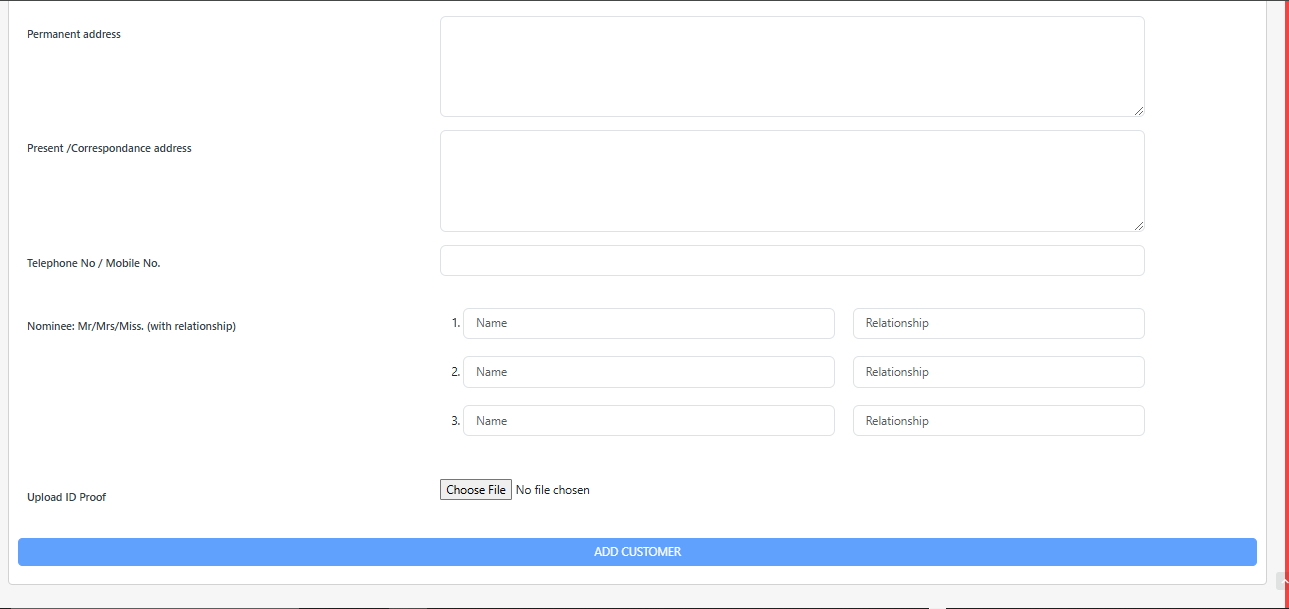 Permanent address
Present /Correspondance address
Telephone No / Mobile No.
Nominee: Mr/Mrs/Miss. (with relationship)
1. Name Relationship
2. Name Relationship
3. Name Relationship
Upload ID Proof
Choose File No file chosen
ADD CUSTOMER